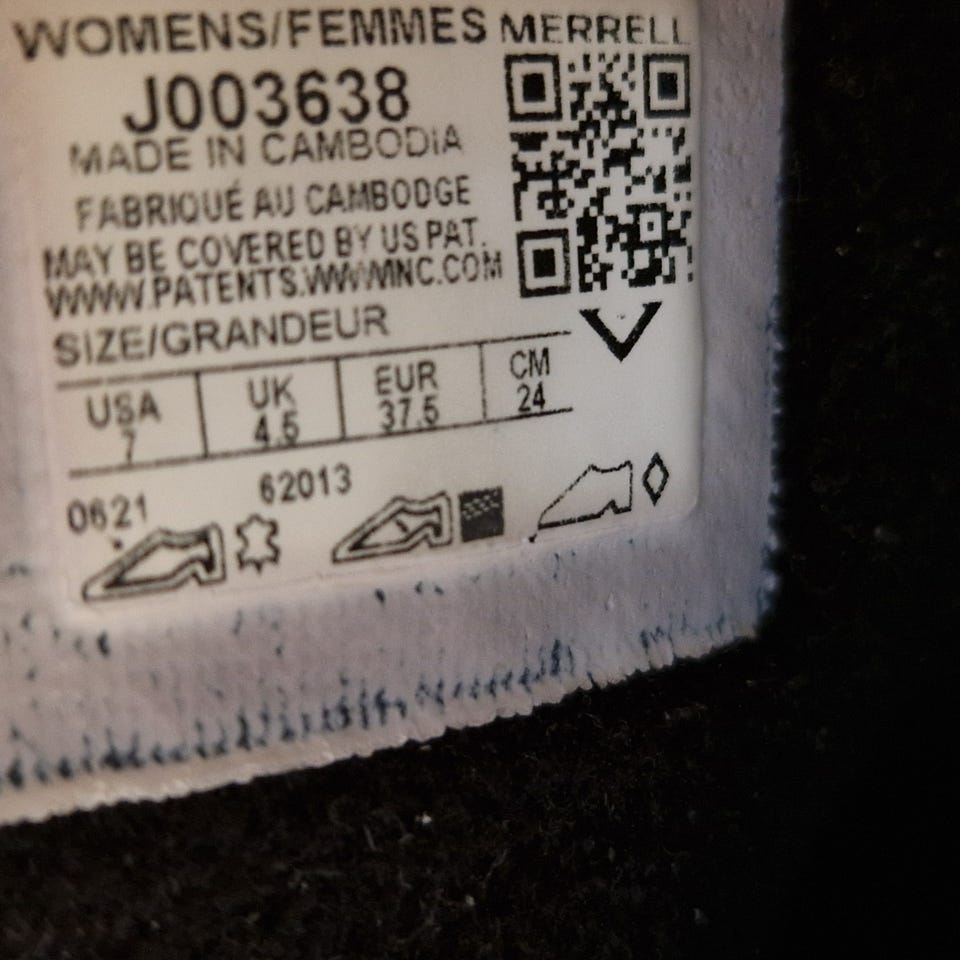 WOMENS/FEMMES MERRELL
J003638
MADE IN CAMBODIA
FABRIQUÉ AU CAMBODGE
MAY BE COVERED BY US PAT.
WWW.PATENTS.WWWINC.COM
SIZE/GRANDEUR
USA UK EUR CM
7 4.5 37.5 24
0621 62013